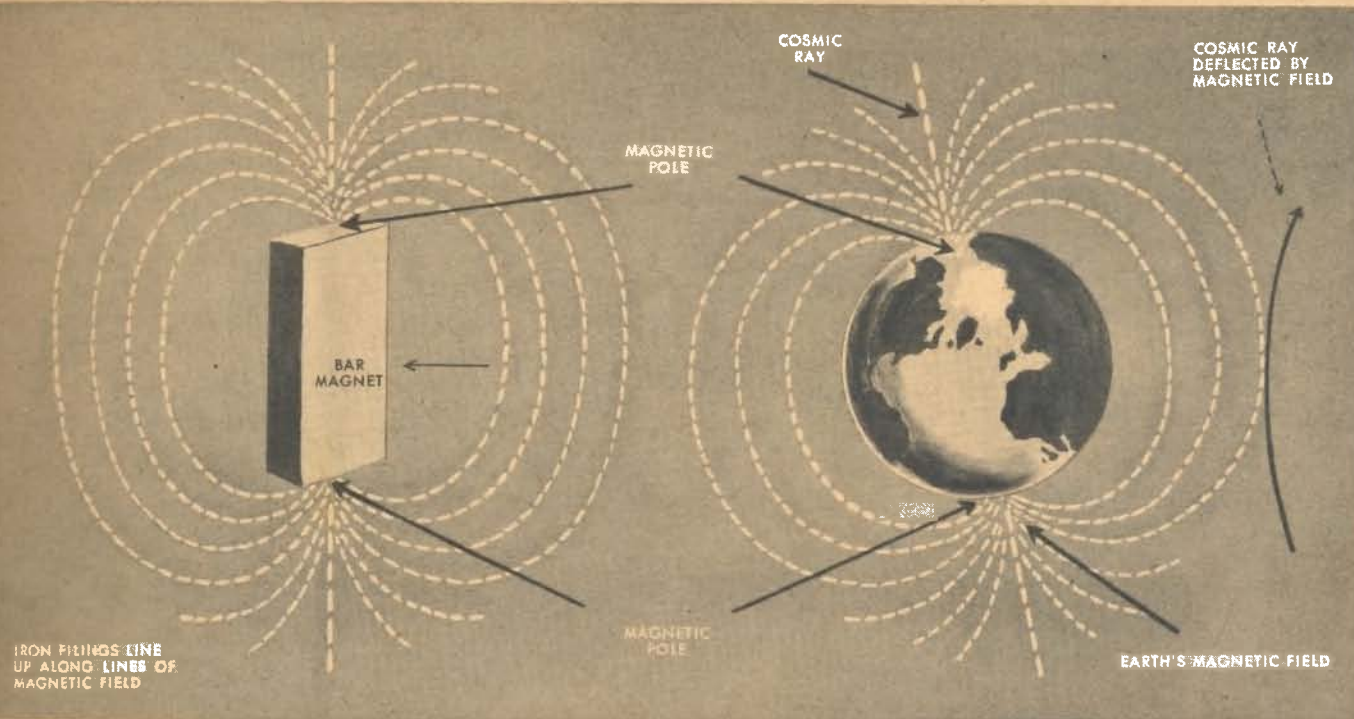 COSMIC
RAY
COSMIC RAY
DEFLECTED BY
MAGNETIC FIELD
MAGNETIC
POLE
BAR
MAGNET
MAGNETIC
POLE
IRON FILINGS LINE
UP ALONG LINES OF
MAGNETIC FIELD
EARTH'S MAGNETIC FIELD